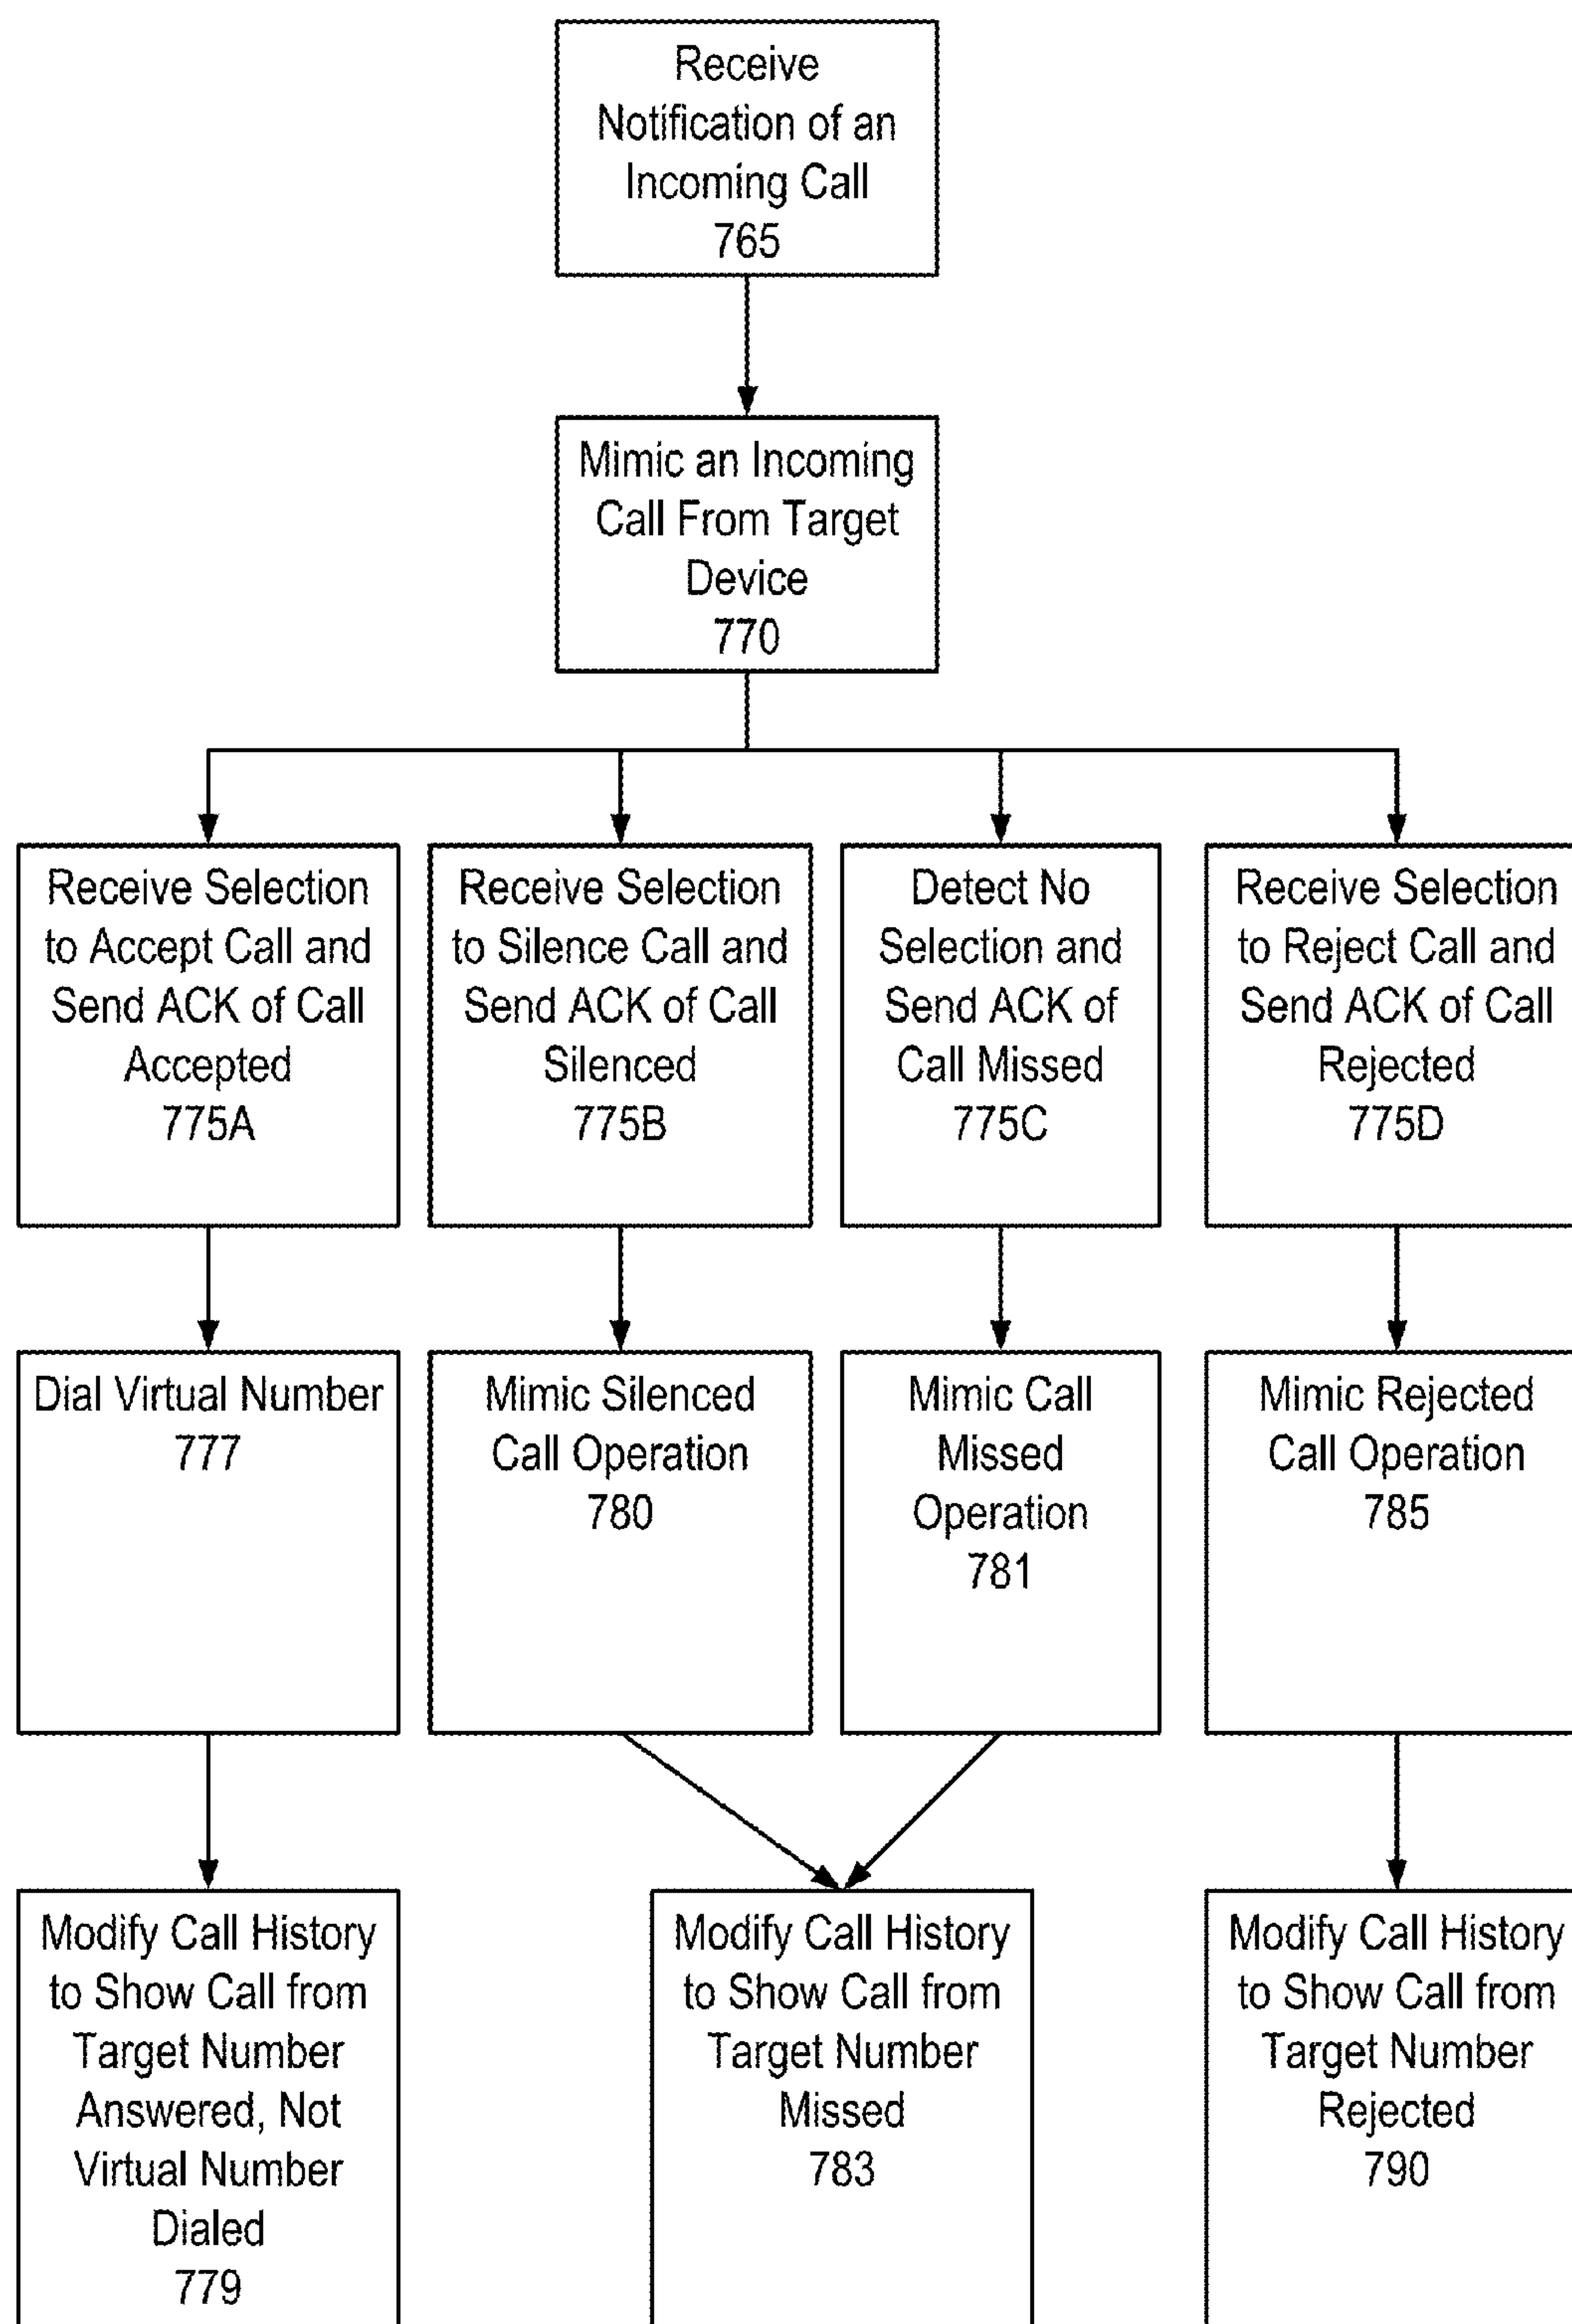 Receive
Notification of an
Incoming Call
765
Mimic an Incoming
Call From Target
Device
770
Receive Selection
to Accept Call and
Send ACK of Call
Accepted
775A
Receive Selection
to Silence Call and
Send ACK of Call
Silenced
775B
Detect No
Selection and
Send ACK of
Call Missed
775C
Receive Selection
to Reject Call and
Send ACK of Call
Rejected
775D
Dial Virtual Number
777
Mimic Silenced
Call Operation
780
Mimic Call
Missed
Operation
781
Mimic Rejected
Call Operation
785
Modify Call History
to Show Call from
Target Number
Answered, Not
Virtual Number
Dialed
779
Modify Call History
to Show Call from
Target Number
Missed
783
Modify Call History
to Show Call from
Target Number
Rejected
790